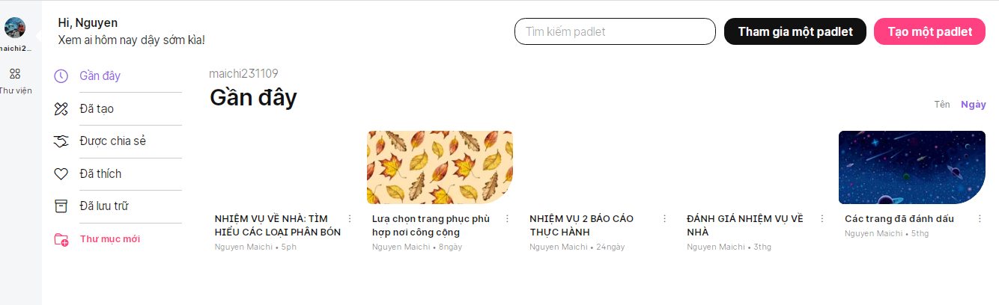 Hi, Nguyen
Xem ai hôm nay dậy sớm kìa!
Tìm kiếm padlet
Tham gia một padlet
Tạo một padlet
maichi2...
Thư viện
Gần đây
Đã tạo
Được chia sẻ
Đã thích
Đã lưu trữ
Thư mục mới
maichi231109
Gần đây
Tên
Ngày
NHIỆM VỤ VỀ NHÀ: TÌM
HIỂU CÁC LOẠI PHÂN BÓN
Nguyen Maichi • 5ph
Lựa chọn trang phục phù
hợp nơi công cộng
Nguyen Maichi • 8ngày
NHIỆM VỤ 2 BÁO CÁO
THỰC HÀNH
Nguyen Maichi • 24ngày
ĐÁNH GIÁ NHIỆM VỤ VỀ
NHÀ
Nguyen Maichi • 3thg
Các trang đã đánh dấu
Nguyen Maichi • 5thg